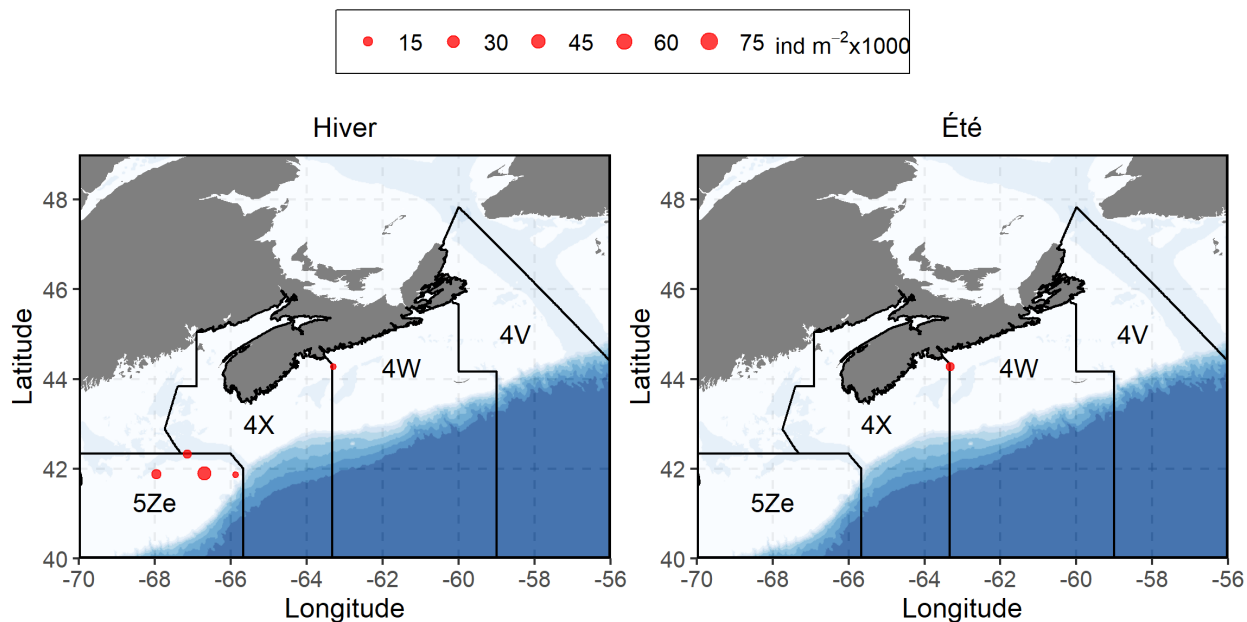 15 30 45 60 75 ind m⁻²x1000
Hiver
Latitude
48
46
44
42
40
4V
4W
4X
5Ze
-70 -68 -66 -64 -62 -60 -58 -56
Longitude
Été
Latitude
48
46
44
42
40
4V
4W
4X
5Ze
-70 -68 -66 -64 -62 -60 -58 -56
Longitude